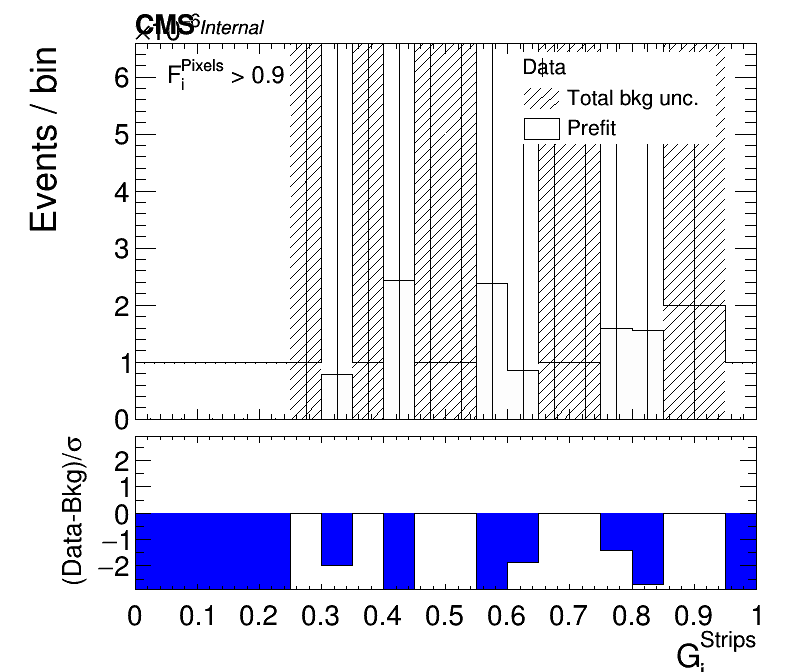 CMS Internal
×10⁻⁶
F_i^Pixels > 0.9
Data
Total bkg unc.
Prefit
Events / bin
6
5
4
3
2
1
0
(Data-Bkg)/σ
2
1
0
−1
−2
0 0.1 0.2 0.3 0.4 0.5 0.6 0.7 0.8 0.9 1
G_i^Strips